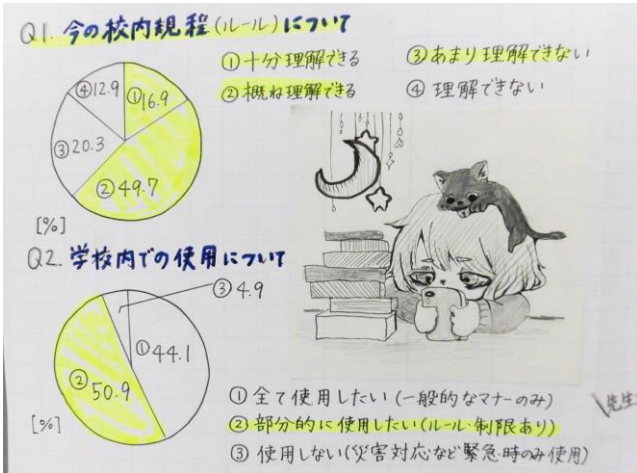 Q1. 今の校内規程(ルール)について
①十分理解できる ③あまり理解できない
②概ね理解できる ④理解できない
④12.9 ①16.9
③20.3
②49.7
[%]
Q2. 学校内での使用について
③4.9
①44.1
②50.9
[%]
①全て使用したい(一般的なマナーのみ)
②部分的に使用したい(ルール・制限あり)
③使用しない(災害対応など緊急時のみ使用)
先生